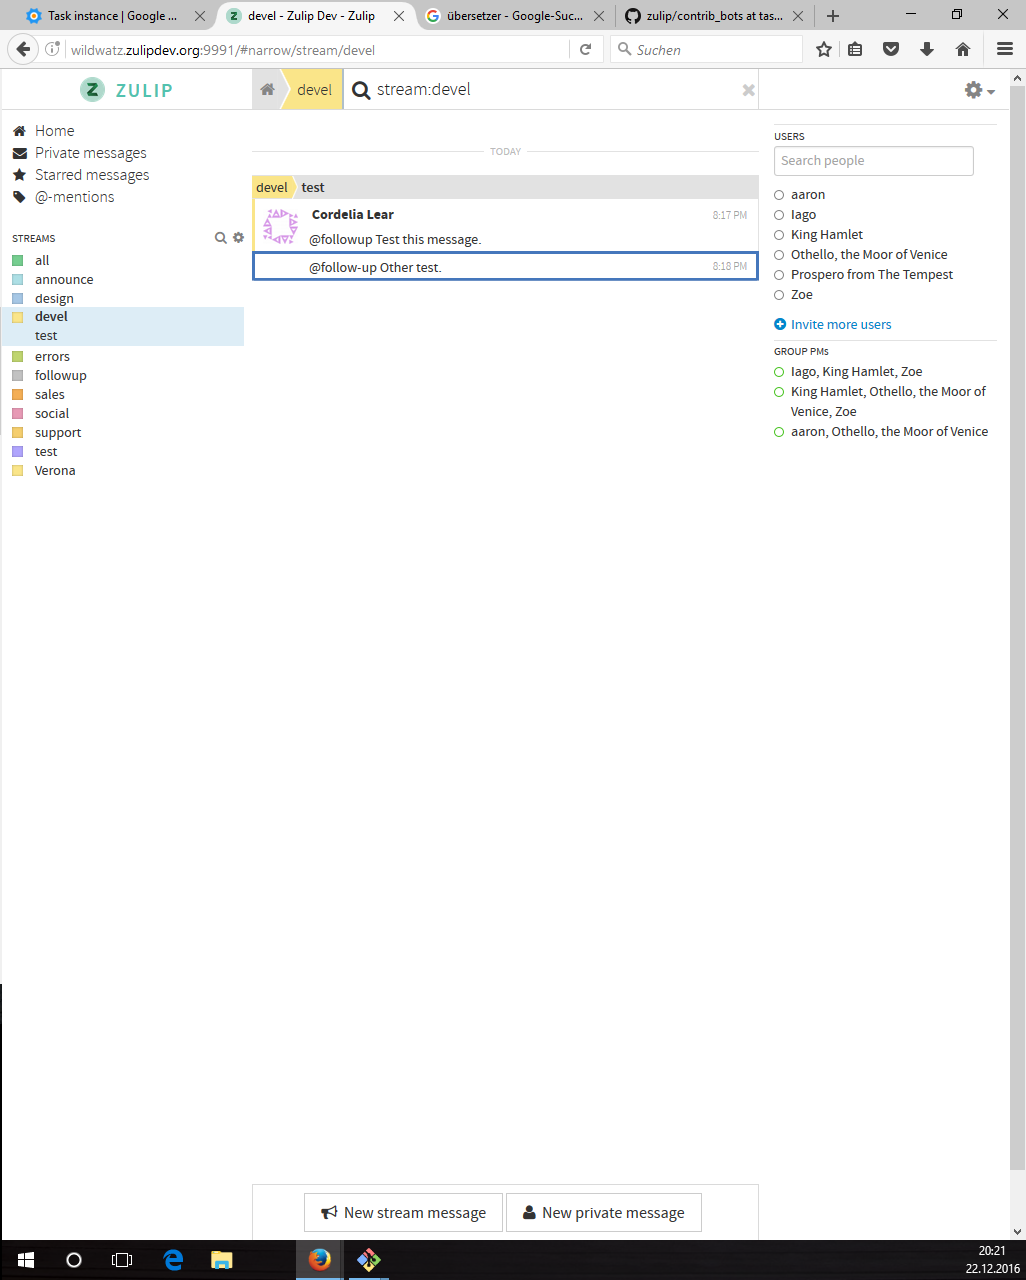 Task instance | Google ...
devel - Zulip Dev - Zulip
übersetzer - Google-Suc...
zulip/contrib_bots at tas...
wildwatz.zulipdev.org:9991/#narrow/stream/devel
Suchen
ZULIP
devel
stream:devel
Home
Private messages
Starred messages
@-mentions
STREAMS
all
announce
design
devel
test
errors
followup
sales
social
support
test
Verona
TODAY
devel test
Cordelia Lear 8:17 PM
@followup Test this message.
@follow-up Other test. 8:18 PM
USERS
Search people
aaron
Iago
King Hamlet
Othello, the Moor of Venice
Prospero from The Tempest
Zoe
Invite more users
GROUP PMs
Iago, King Hamlet, Zoe
King Hamlet, Othello, the Moor of
Venice, Zoe
aaron, Othello, the Moor of Venice
New stream message
New private message
20:21
22.12.2016